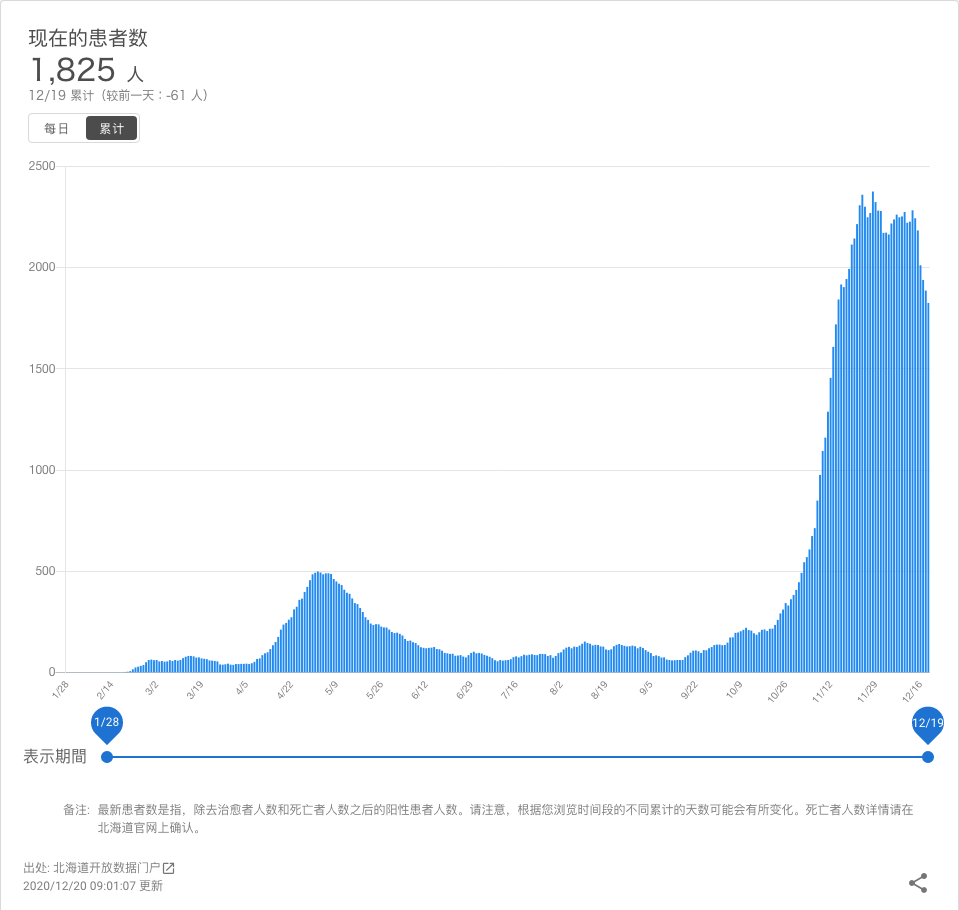 现在的患者数
1,825 人
12/19 累计（较前一天：-61 人）
每日 累计
2500
2000
1500
1000
500
0
1/28 2/14 3/2 3/19 4/5 4/22 5/9 5/26 6/12 6/29 7/16 8/2 8/19 9/5 9/22 10/9 10/26 11/12 11/29 12/16
1/28 12/19
表示期間
备注: 最新患者数是指，除去治愈者人数和死亡者人数之后的阳性患者人数。请注意，根据您浏览时间段的不同累计的天数可能会有所变化。死亡者人数详情请在
北海道官网上确认。
出处: 北海道开放数据门户
2020/12/20 09:01:07 更新